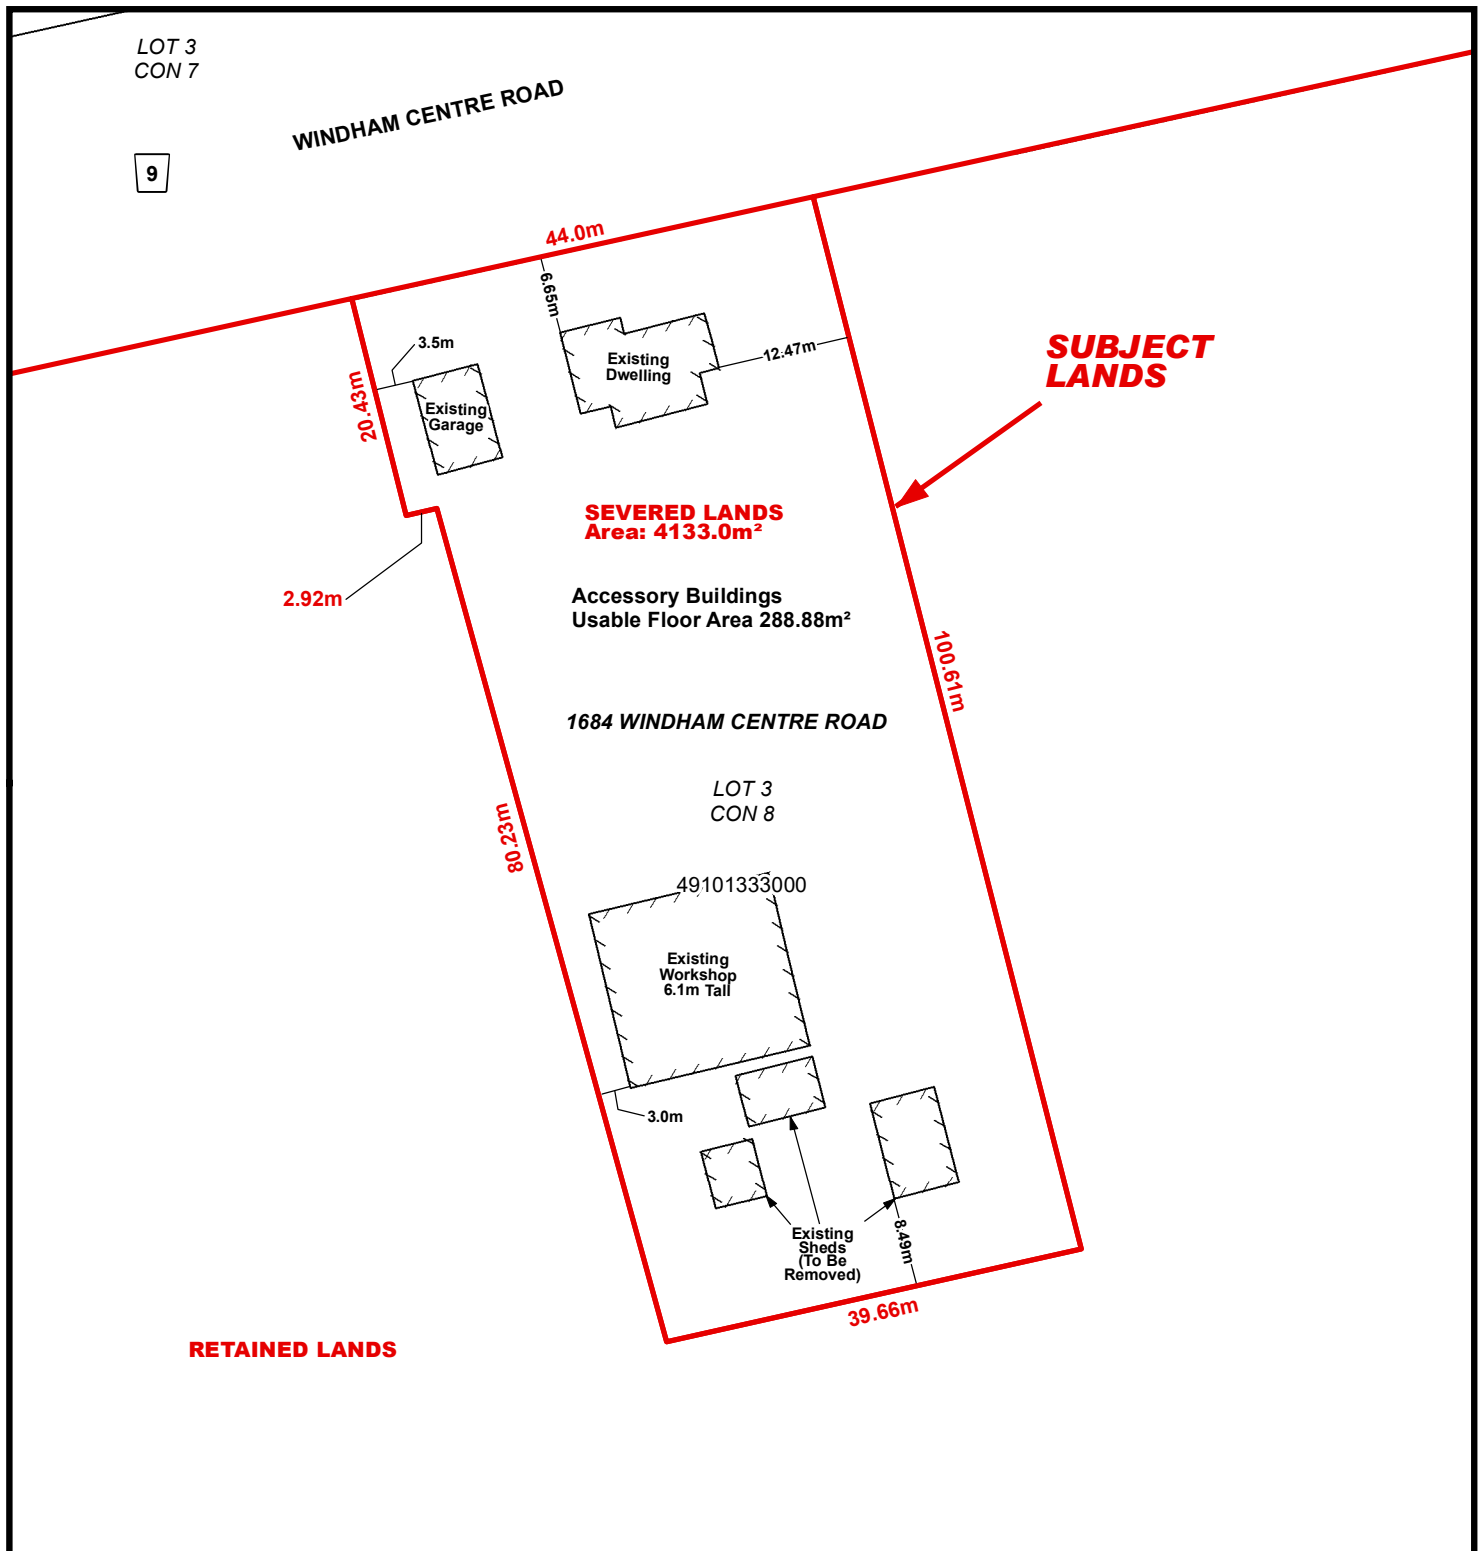 LOT 3
CON 7
WINDHAM CENTRE ROAD
9
44.0m
6.65m
3.5m
12.47m
Existing
Dwelling
SUBJECT
LANDS
20.43m
Existing
Garage
SEVERED LANDS
Area: 4133.0m²
2.92m
Accessory Buildings
Usable Floor Area 288.88m²
100.61m
1684 WINDHAM CENTRE ROAD
LOT 3
CON 8
80.23m
49101333000
Existing
Workshop
6.1m Tall
3.0m
Existing
Sheds
(To Be
Removed)
8.49m
39.66m
RETAINED LANDS